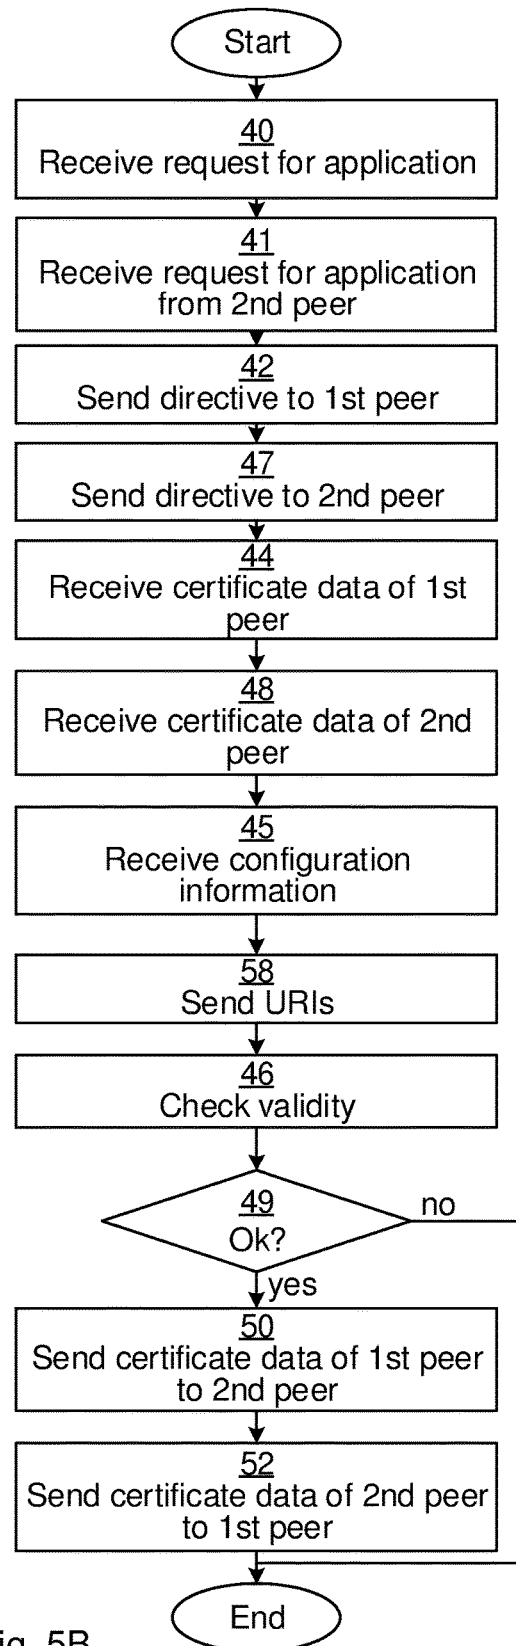 Start
40
Receive request for application
41
Receive request for application
from 2nd peer
42
Send directive to 1st peer
47
Send directive to 2nd peer
44
Receive certificate data of 1st
peer
48
Receive certificate data of 2nd
peer
45
Receive configuration
information
58
Send URIs
46
Check validity
49
Ok?
no
yes
50
Send certificate data of 1st peer
to 2nd peer
52
Send certificate data of 2nd peer
to 1st peer
End
ig. 5B